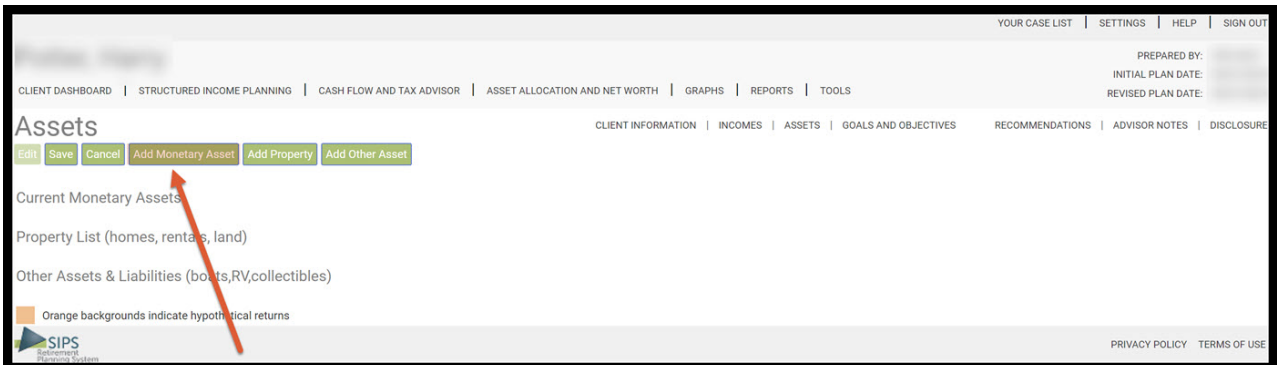 YOUR CASE LIST | SETTINGS | HELP | SIGN OUT
PREPARED BY:
INITIAL PLAN DATE:
CLIENT DASHBOARD | STRUCTURED INCOME PLANNING | CASH FLOW AND TAX ADVISOR | ASSET ALLOCATION AND NET WORTH | GRAPHS | REPORTS | TOOLS
REVISED PLAN DATE:
Assets
CLIENT INFORMATION | INCOMES | ASSETS | GOALS AND OBJECTIVES RECOMMENDATIONS | ADVISOR NOTES | DISCLOSURE
Edit Save Cancel Add Monetary Asset Add Property Add Other Asset
Current Monetary Assets
Property List (homes, rentals, land)
Other Assets & Liabilities (boats,RV,collectibles)
Orange backgrounds indicate hypothetical returns
SIPS
Retirement
Planning System
PRIVACY POLICY TERMS OF USE